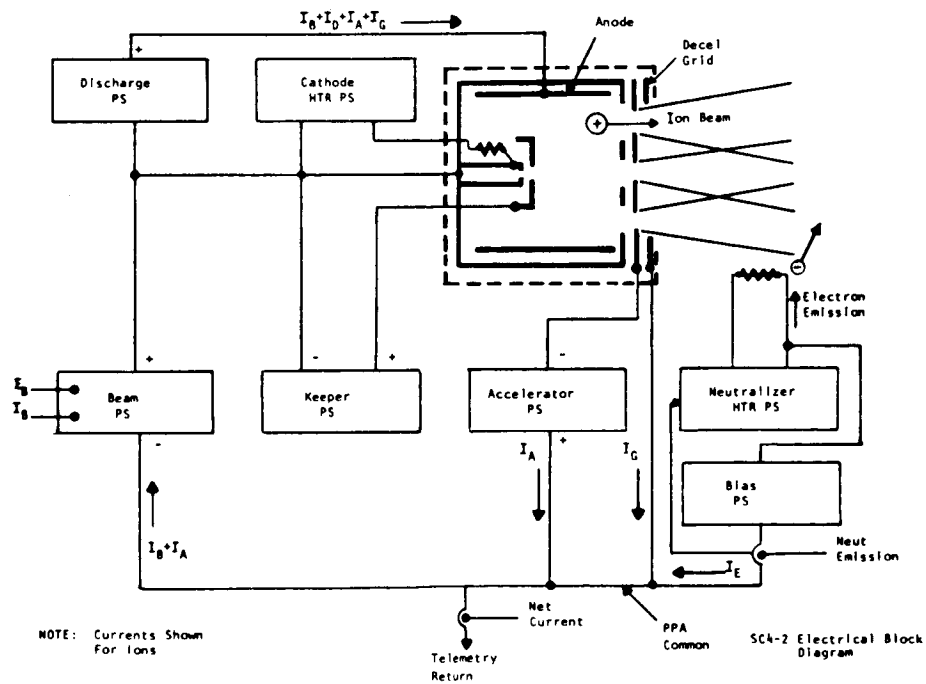 I_B+I_D+I_A+I_G
+
Anode
Decel
Grid
Discharge
PS
Cathode
HTR PS
+
Ion Beam
-
Electron
Emission
+
-
+
-
E_B
I_B
Beam
PS
Keeper
PS
Accelerator
PS
Neutralizer
HTR PS
-
+
I_A
I_G
Bias
PS
I_B+I_A
I_E
Neut
Emission
Net
Current
NOTE: Currents Shown
For Ions
PPA
Common
SC4-2 Electrical Block
Diagram
Telemetry
Return